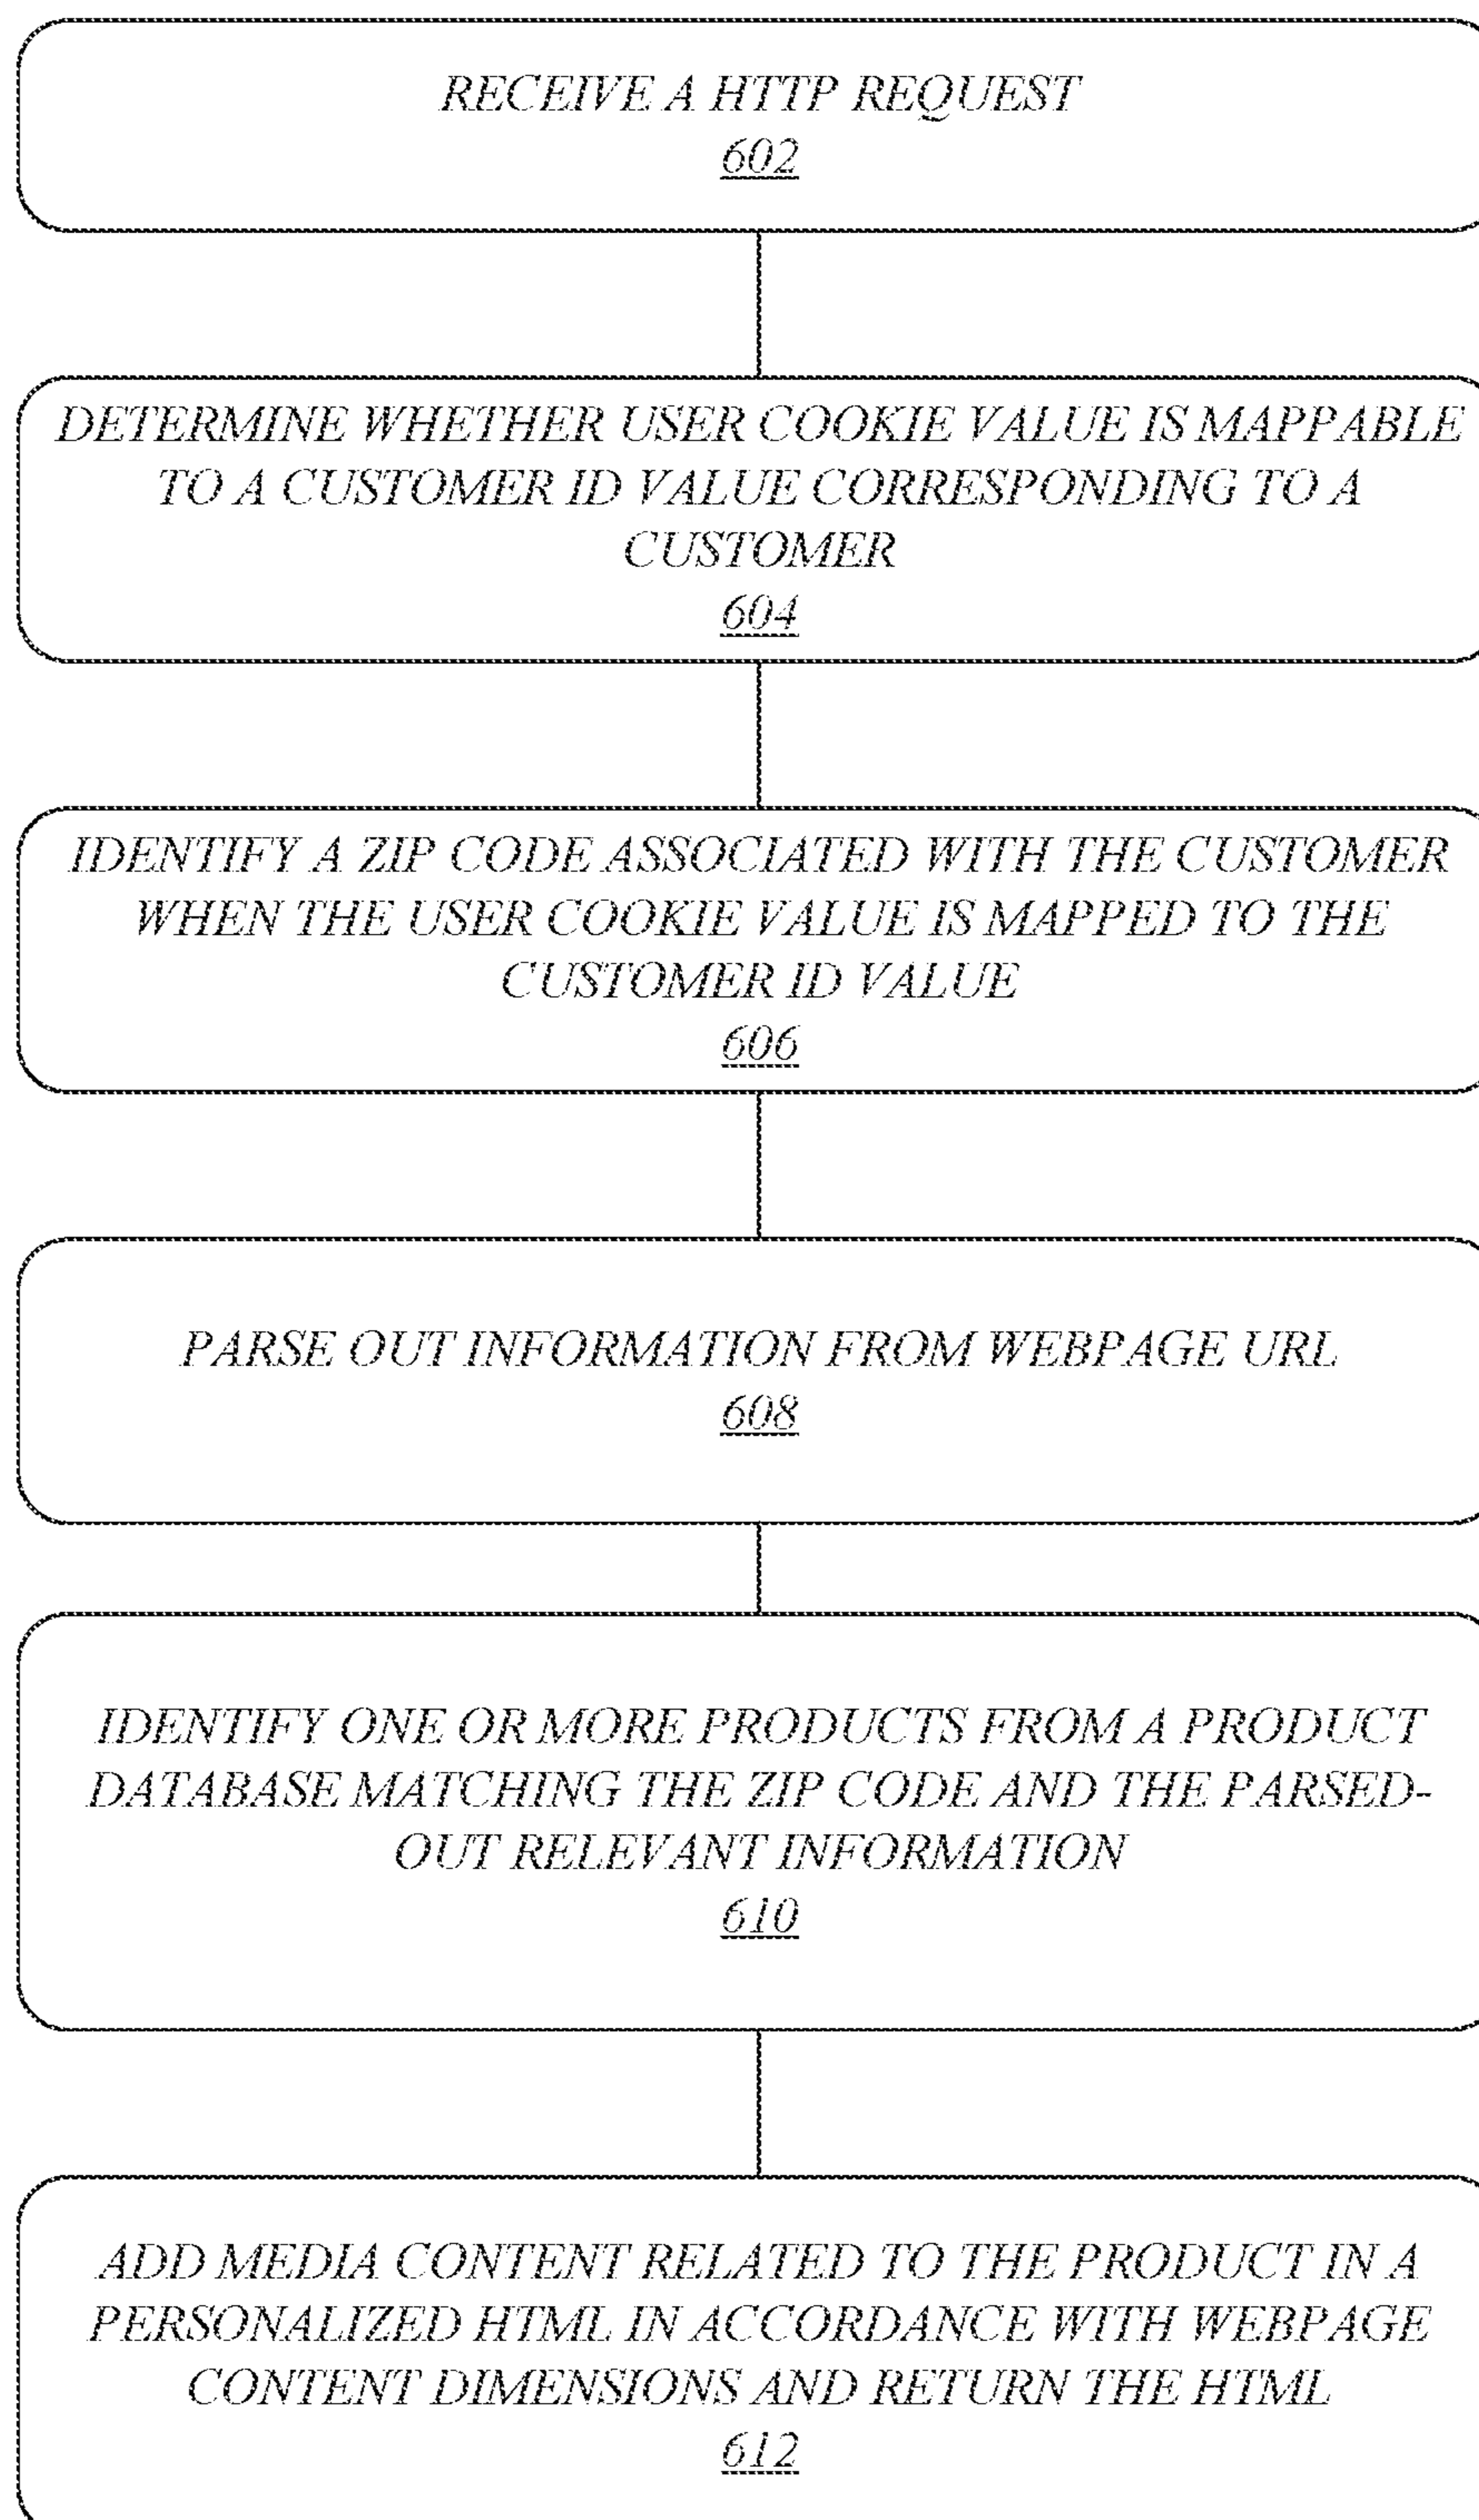 RECEIVE A HTTP REQUEST
602
DETERMINE WHETHER USER COOKIE VALUE IS MAPPABLE
TO A CUSTOMER ID VALUE CORRESPONDING TO A
CUSTOMER
604
IDENTIFY A ZIP CODE ASSOCIATED WITH THE CUSTOMER
WHEN THE USER COOKIE VALUE IS MAPPED TO THE
CUSTOMER ID VALUE
606
PARSE OUT INFORMATION FROM WEBPAGE URL
608
IDENTIFY ONE OR MORE PRODUCTS FROM A PRODUCT
DATABASE MATCHING THE ZIP CODE AND THE PARSED-
OUT RELEVANT INFORMATION
610
ADD MEDIA CONTENT RELATED TO THE PRODUCT IN A
PERSONALIZED HTML IN ACCORDANCE WITH WEBPAGE
CONTENT DIMENSIONS AND RETURN THE HTML
612